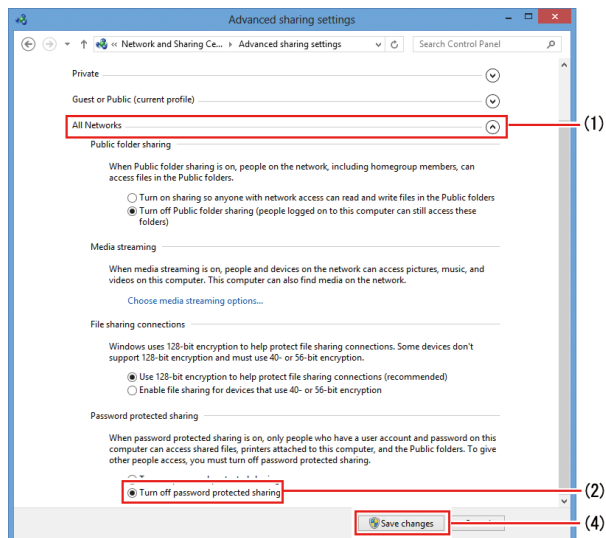 Advanced sharing settings
« Network and Sharing Ce... Advanced sharing settings
Search Control Panel
Private
Guest or Public (current profile)
All Networks
(1)
Public folder sharing
When Public folder sharing is on, people on the network, including homegroup members, can
access files in the Public folders.
Turn on sharing so anyone with network access can read and write files in the Public folders
Turn off Public folder sharing (people logged on to this computer can still access these
folders)
Media streaming
When media streaming is on, people and devices on the network can access pictures, music, and
videos on this computer. This computer can also find media on the network.
Choose media streaming options...
File sharing connections
Windows uses 128-bit encryption to help protect file sharing connections. Some devices don't
support 128-bit encryption and must use 40- or 56-bit encryption.
Use 128-bit encryption to help protect file sharing connections (recommended)
Enable file sharing for devices that use 40- or 56-bit encryption
Password protected sharing
When password protected sharing is on, only people who have a user account and password on this
computer can access shared files, printers attached to this computer, and the Public folders. To give
other people access, you must turn off password protected sharing.
Turn off password protected sharing
(2)
Save changes
(4)